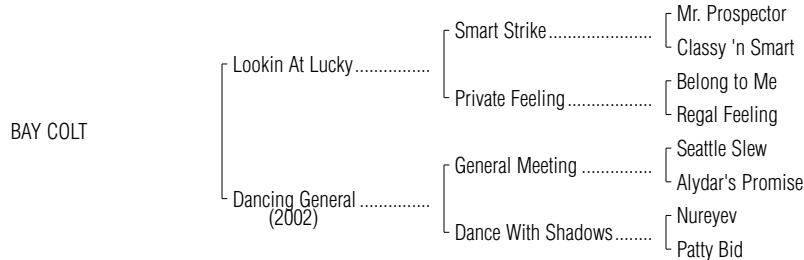 Mr. Prospector
Smart Strike......................
Classy 'n Smart
Lookin At Lucky................
Belong to Me
Private Feeling..................
Regal Feeling
BAY COLT
Seattle Slew
General Meeting ...............
Alydar's Promise
Dancing General ...............
(2002)
Nureyev
Dance With Shadows........
Patty Bid